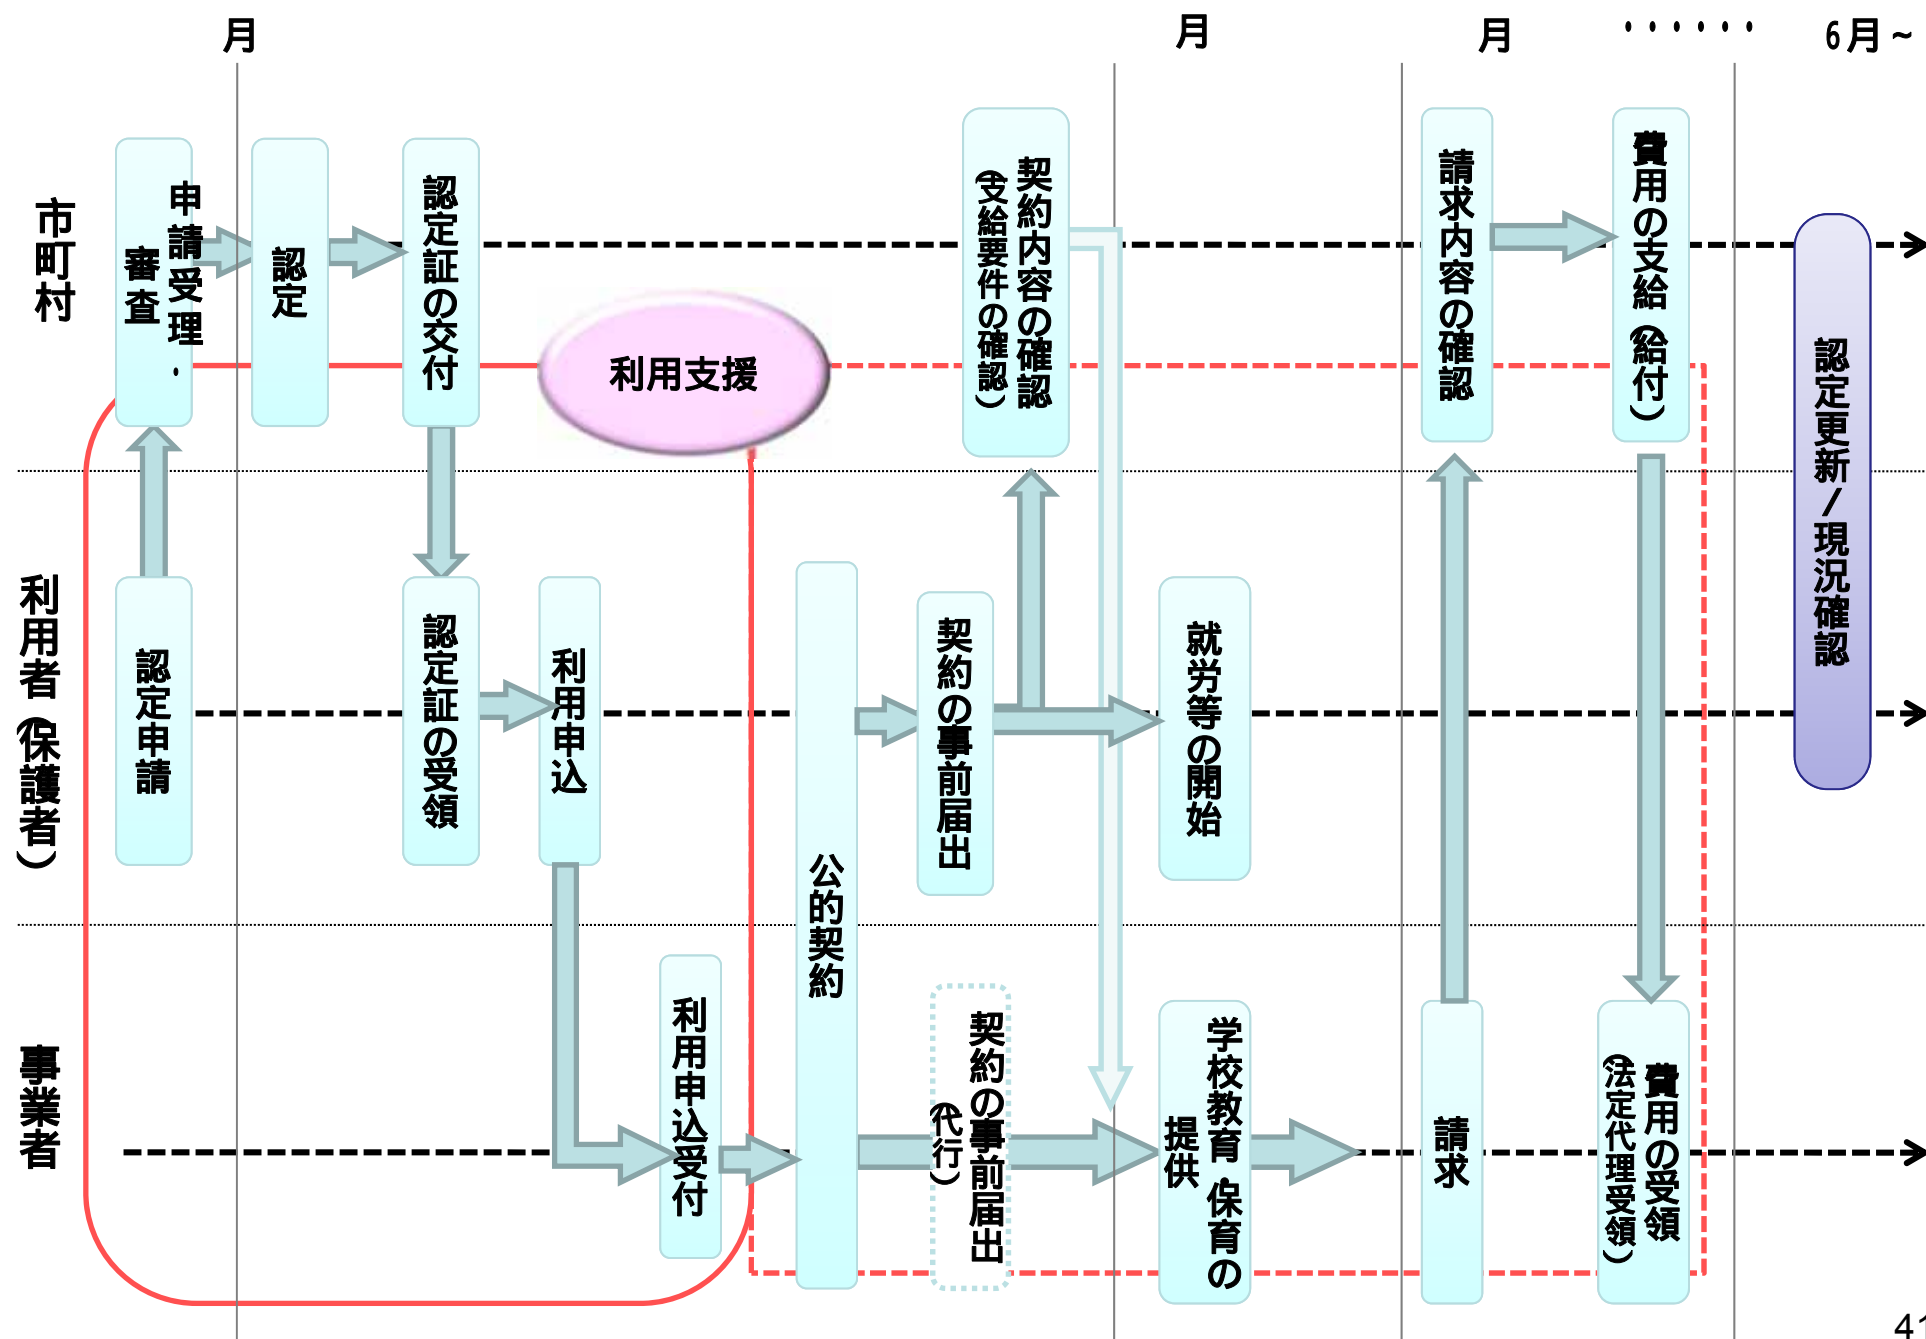 月
月
月
・・・・・・
6月~
市町村
申請受理・
審査
認定
認定証の交付
利用支援
契約内容の確認
(支給要件の確認)
請求内容の確認
費用の支給(給付)
認定更新/現況確認
利用者(保護者)
認定申請
認定証の受領
利用申込
公的契約
契約の事前届出
就労等の開始
事業者
利用申込受付
契約の事前届出
(代行)
学校教育・保育の
提供
請求
費用の受領
(法定代理受領)
41